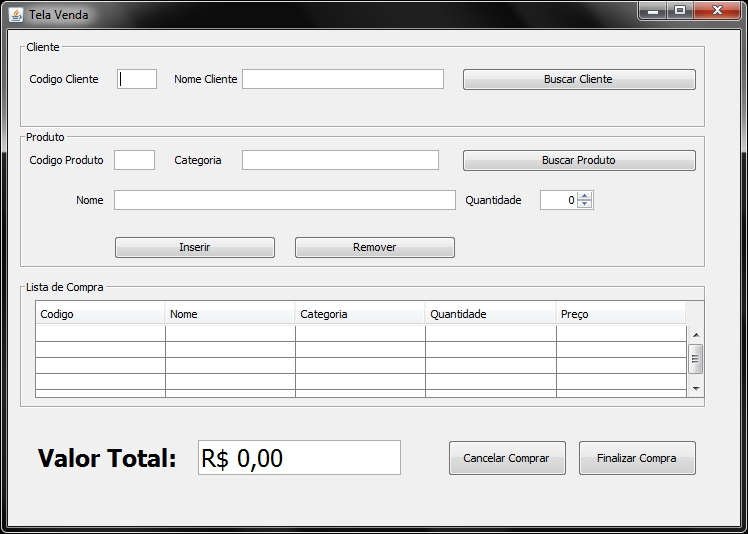 Tela Venda
Cliente
Codigo Cliente Nome Cliente Buscar Cliente
Produto
Codigo Produto Categoria Buscar Produto
Nome Quantidade 0
Inserir Remover
Lista de Compra
Codigo Nome Categoria Quantidade Preço
Valor Total: R$ 0,00 Cancelar Comprar Finalizar Compra